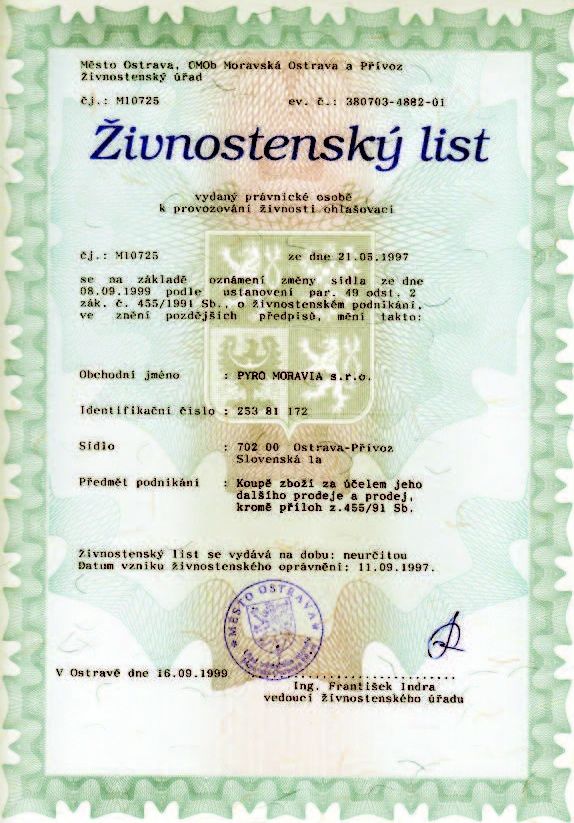 Město Ostrava, OMOb Moravská Ostrava a Přívoz
Živnostenský úřad
čj.: M10725 ev. č.: 380703-4882-01
Živnostenský list
vydaný právnické osobě
k provozování živnosti ohlašovací
čj.: M10725 ze dne 21.05.1997
se na základě oznámení změny sídla ze dne
08.09.1999 podle ustanovení par. 49 odst. 2
zák. č. 455/1991 Sb., o živnostenském podnikání,
ve znění pozdějších předpisů, mění takto:
Obchodní jméno : PYRO MORAVIA s.r.o.
Identifikační číslo : 253 81 172
Sídlo : 702 00 Ostrava-Přívoz
Slovenská 1a
Předmět podnikání : Koupě zboží za účelem jeho
dalšího prodeje a prodej,
kromě příloh z.455/91 Sb.
Živnostenský list se vydává na dobu: neurčitou
Datum vzniku živnostenského oprávnění: 11.09.1997.
MĚSTO OSTRAVA
V Ostravě dne 16.09.1999
Ing. František Indra
vedoucí živnostenského úřadu